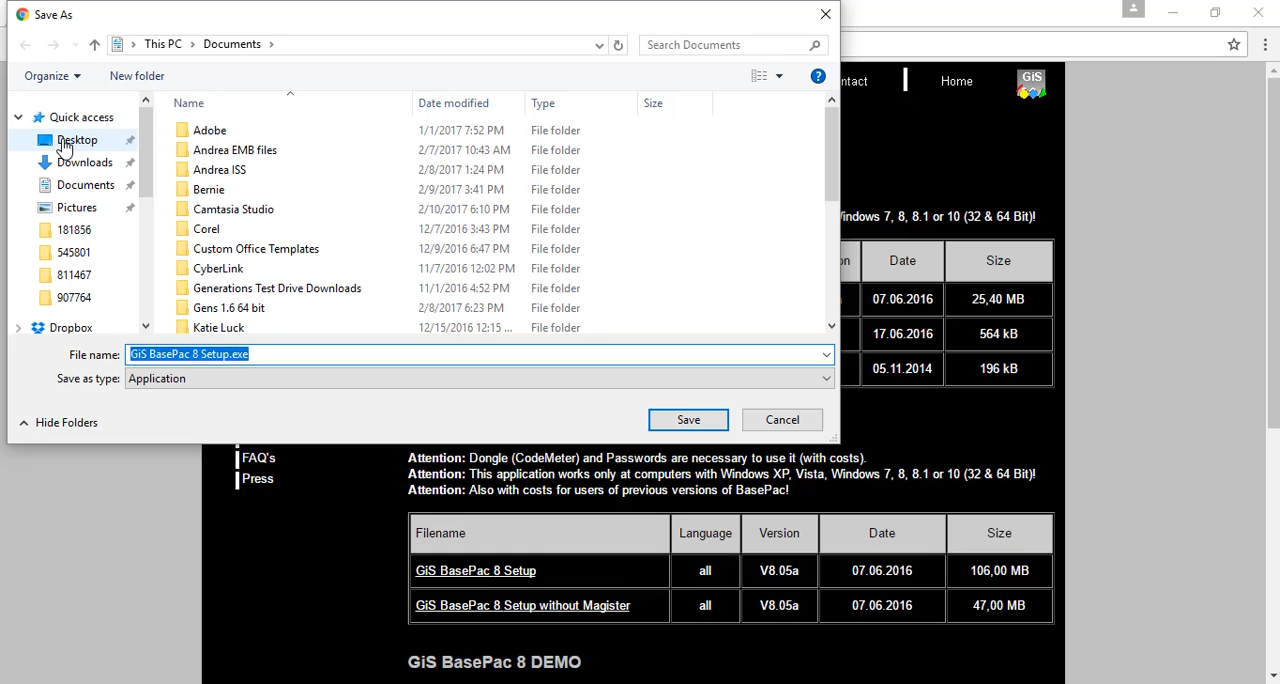 Save As
This PC > Documents >
Search Documents
Organize
New folder
Name Date modified Type Size
Quick access
Desktop
Downloads
Documents
Pictures
181856
545801
811467
907764
Dropbox
Adobe 1/1/2017 7:52 PM File folder
Andrea EMB files 2/7/2017 10:43 AM File folder
Andrea ISS 2/8/2017 1:24 PM File folder
Bernie 2/9/2017 3:41 PM File folder
Camtasia Studio 2/10/2017 6:10 PM File folder
Corel 12/7/2016 3:43 PM File folder
Custom Office Templates 12/9/2016 6:47 PM File folder
CyberLink 11/7/2016 12:02 PM File folder
Generations Test Drive Downloads 11/1/2016 4:52 PM File folder
Gens 1.6 64 bit 2/8/2017 6:23 PM File folder
Katie Luck 12/15/2016 12:15 ... File folder
File name: GiS BasePac 8 Setup.exe
Save as type: Application
Hide Folders
Save
Cancel
ntact
Home
GiS
indows 7, 8, 8.1 or 10 (32 & 64 Bit)!
on Date Size
07.06.2016 25,40 MB
17.06.2016 564 kB
05.11.2014 196 kB
FAQ's
Press
Attention: Dongle (CodeMeter) and Passwords are necessary to use it (with costs).
Attention: This application works only at computers with Windows XP, Vista, Windows 7, 8, 8.1 or 10 (32 & 64 Bit)!
Attention: Also with costs for users of previous versions of BasePac!
Filename Language Version Date Size
GiS BasePac 8 Setup all V8.05a 07.06.2016 106,00 MB
GiS BasePac 8 Setup without Magister all V8.05a 07.06.2016 47,00 MB
GiS BasePac 8 DEMO